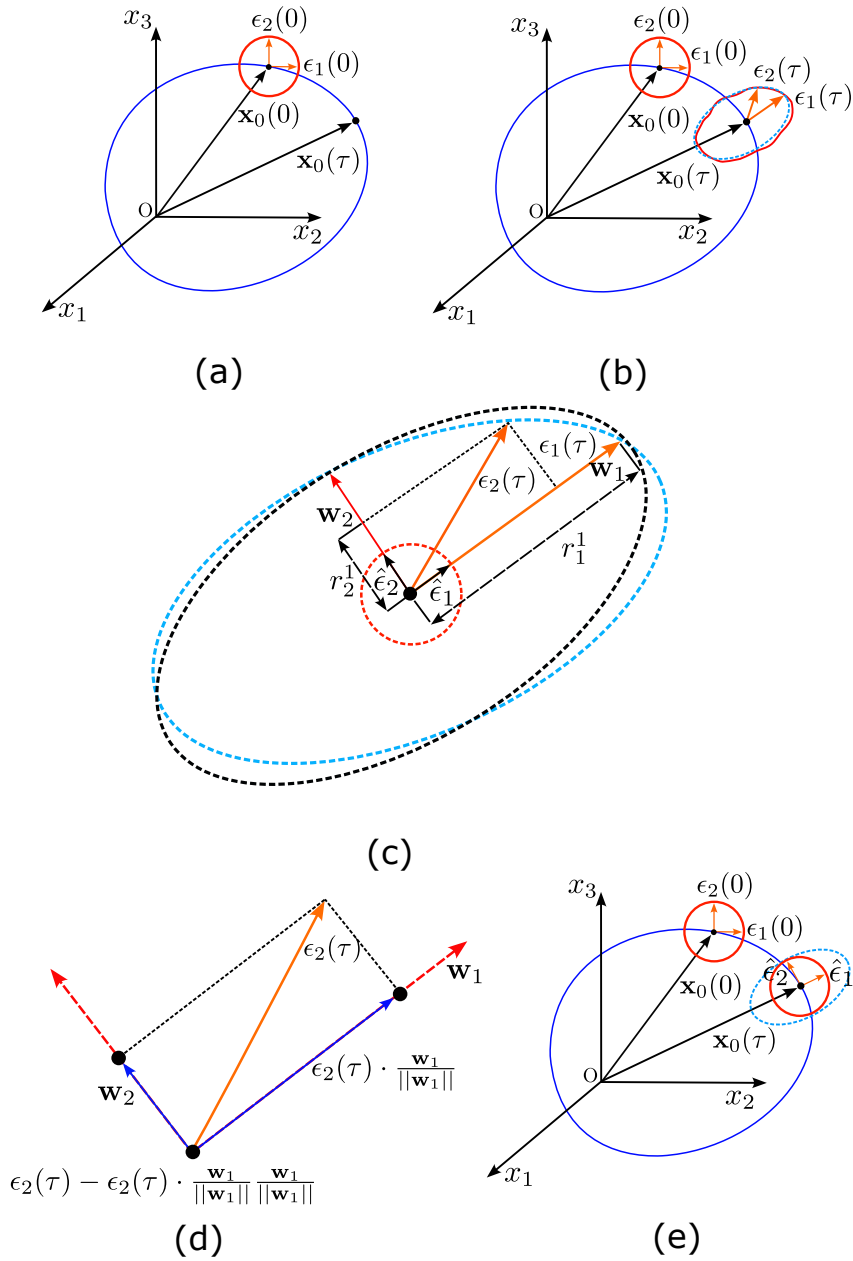 x₃
ϵ₂(0)
ϵ₁(0)
𝐱₀(0)
𝐱₀(τ)
O
x₂
x₁
(a)
x₃
ϵ₂(0)
ϵ₁(0)
ϵ₂(τ)
ϵ₁(τ)
𝐱₀(0)
𝐱₀(τ)
O
x₂
x₁
(b)
ϵ₁(τ)
𝐰₁
ϵ₂(τ)
𝐰₂
r₁¹
r₂¹
ϵ̂₂
ϵ̂₁
(c)
ϵ₂(τ)
𝐰₁
ϵ₂(τ) · 𝐰₁/||𝐰₁||
𝐰₂
ϵ₂(τ) − ϵ₂(τ) · 𝐰₁/||𝐰₁|| 𝐰₁/||𝐰₁||
(d)
x₃
ϵ₂(0)
ϵ₁(0)
ϵ̂₂
ϵ̂₁
𝐱₀(0)
𝐱₀(τ)
O
x₂
x₁
(e)